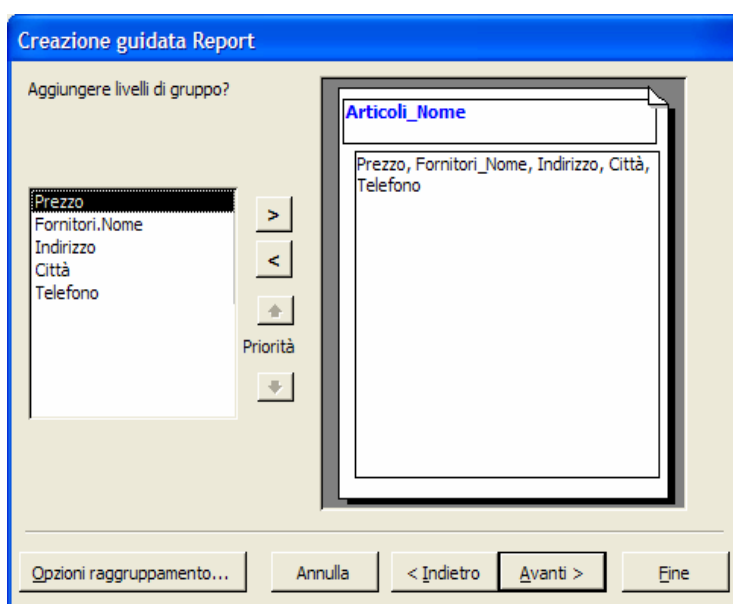 Creazione guidata Report
Aggiungere livelli di gruppo?
Prezzo
Fornitori.Nome
Indirizzo
Città
Telefono
>
<
Priorità
Articoli_Nome
Prezzo, Fornitori_Nome, Indirizzo, Città,
Telefono
Opzioni raggruppamento...
Annulla
< Indietro
Avanti >
Fine